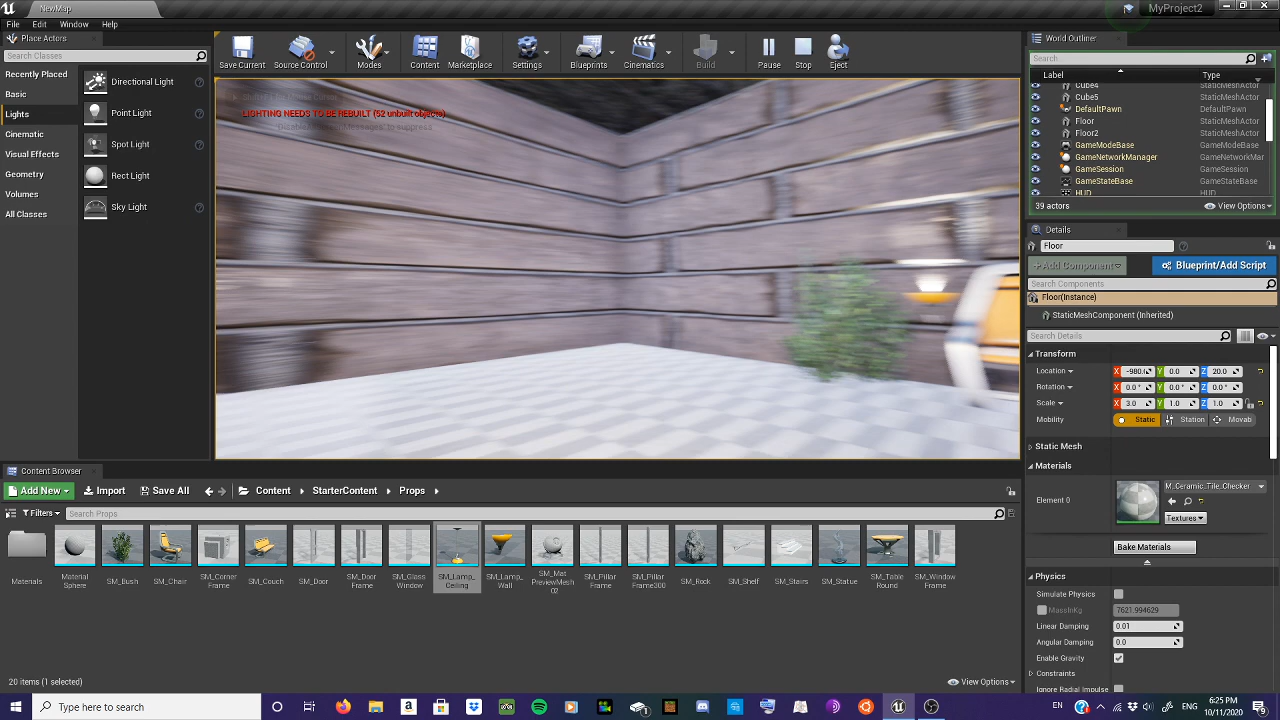 NewMap
MyProject2
File Edit Window Help
Place Actors
Search Classes
Recently Placed
Basic
Lights
Cinematic
Visual Effects
Geometry
Volumes
All Classes
Directional Light
Point Light
Spot Light
Rect Light
Sky Light
Save Current
Source Control
Modes
Content
Marketplace
Settings
Blueprints
Cinematics
Build
Pause
Stop
Eject
LIGHTING NEEDS TO BE REBUILT (52 unbuilt objects)
World Outliner
Search
Label Type
Cube4 StaticMeshActor
Cube5 StaticMeshActor
DefaultPawn DefaultPawn
Floor StaticMeshActor
Floor2 StaticMeshActor
GameModeBase GameModeBase
GameNetworkManager GameNetworkMar
GameSession GameSession
GameStateBase GameStateBase
HUD HUD
39 actors View Options
Details
Floor
+Add Component Blueprint/Add Script
Search Components
Floor(Instance)
StaticMeshComponent (Inherited)
Search Details
Transform
Location X -980.( Y 0.0 Z 20.0
Rotation X 0.0 ° Y 0.0 ° Z 0.0 °
Scale X 3.0 Y 1.0 Z 1.0
Mobility Static Station Movab
Static Mesh
Materials
Element 0
M_Ceramic_Tile_Checker
Textures
Bake Materials
Physics
Simulate Physics
MassInKg 7621.994629
Linear Damping 0.01
Angular Damping 0.0
Enable Gravity
Constraints
Ignore Radial Impulse
Content Browser
Add New Import Save All Content StarterContent Props
Filters Search Props
Materials
Material Sphere
SM_Bush
SM_Chair
SM_Corner Frame
SM_Couch
SM_Door
SM_Door Frame
SM_Glass Window
SM_Lamp_ Ceiling
SM_Lamp_ Wall
SM_Mat PreviewMesh 02
SM_Pillar Frame
SM_Pillar Frame300
SM_Rock
SM_Shelf
SM_Stairs
SM_Statue
SM_Table Round
SM_Window Frame
20 items (1 selected) View Options
Type here to search
EN
6:25 PM
10/11/2020